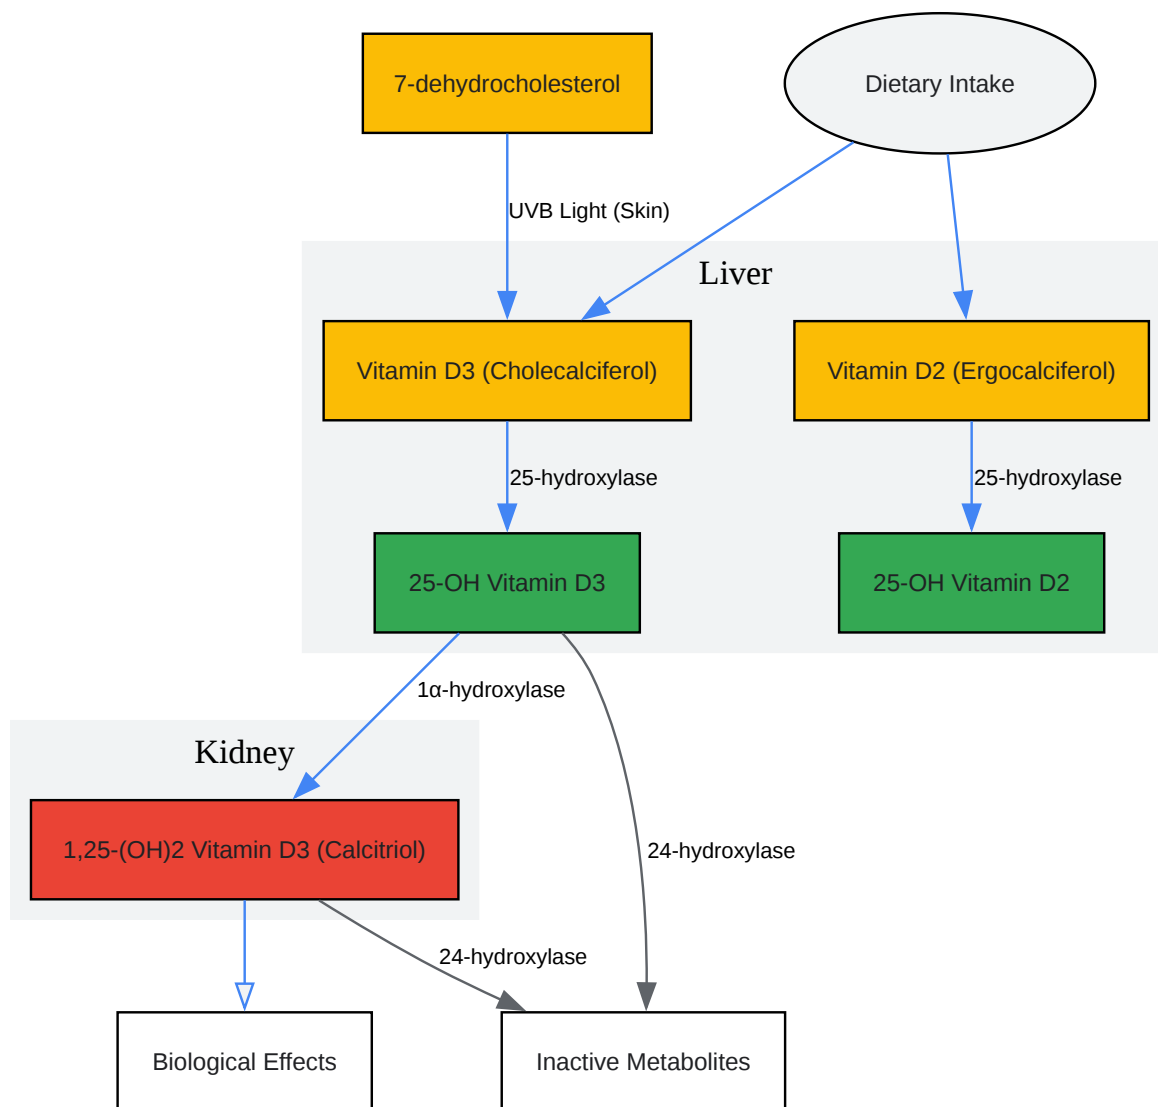 7-dehydrocholesterol
Dietary Intake
UVB Light (Skin)
Liver
Vitamin D3 (Cholecalciferol)
Vitamin D2 (Ergocalciferol)
25-hydroxylase
25-hydroxylase
25-OH Vitamin D3
25-OH Vitamin D2
1α-hydroxylase
Kidney
1,25-(OH)2 Vitamin D3 (Calcitriol)
24-hydroxylase
24-hydroxylase
Biological Effects
Inactive Metabolites